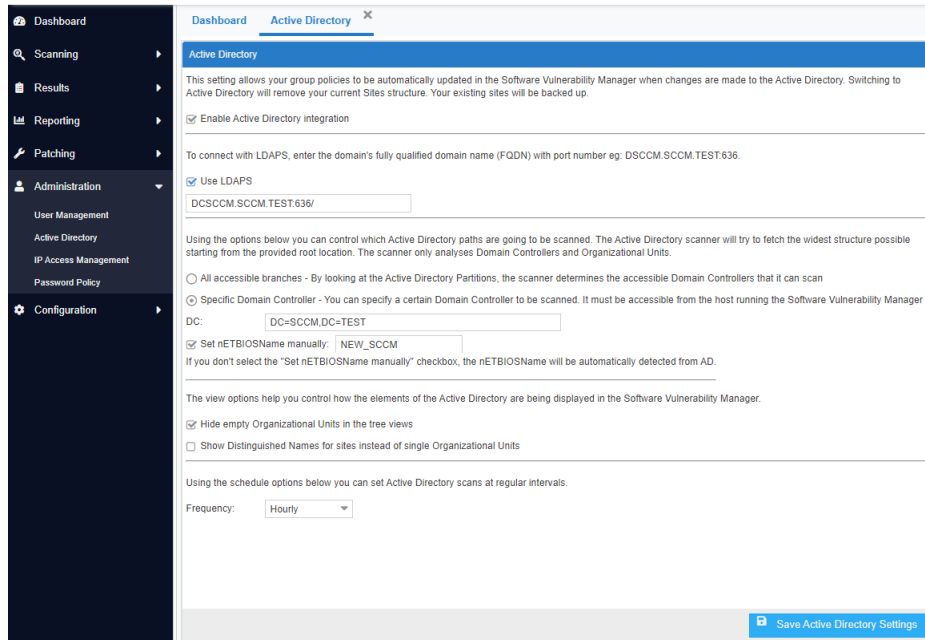 Dashboard
Scanning
Results
Reporting
Patching
Administration
User Management
Active Directory
IP Access Management
Password Policy
Configuration
Dashboard
Active Directory
Active Directory
This setting allows your group policies to be automatically updated in the Software Vulnerability Manager when changes are made to the Active Directory. Switching to
Active Directory will remove your current Sites structure. Your existing sites will be backed up.
Enable Active Directory integration
To connect with LDAPS, enter the domain's fully qualified domain name (FQDN) with port number eg: DSCCM.SCCM.TEST:636.
Use LDAPS
DCSCCM.SCCM.TEST:636/
Using the options below you can control which Active Directory paths are going to be scanned. The Active Directory scanner will try to fetch the widest structure possible
starting from the provided root location. The scanner only analyses Domain Controllers and Organizational Units.
All accessible branches - By looking at the Active Directory Partitions, the scanner determines the accessible Domain Controllers that it can scan
Specific Domain Controller - You can specify a certain Domain Controller to be scanned. It must be accessible from the host running the Software Vulnerability Manager
DC: DC=SCCM,DC=TEST
Set nETBIOSName manually: NEW_SCCM
If you don't select the "Set nETBIOSName manually" checkbox, the nETBIOSName will be automatically detected from AD.
The view options help you control how the elements of the Active Directory are being displayed in the Software Vulnerability Manager.
Hide empty Organizational Units in the tree views
Show Distinguished Names for sites instead of single Organizational Units
Using the schedule options below you can set Active Directory scans at regular intervals.
Frequency: Hourly
Save Active Directory Settings